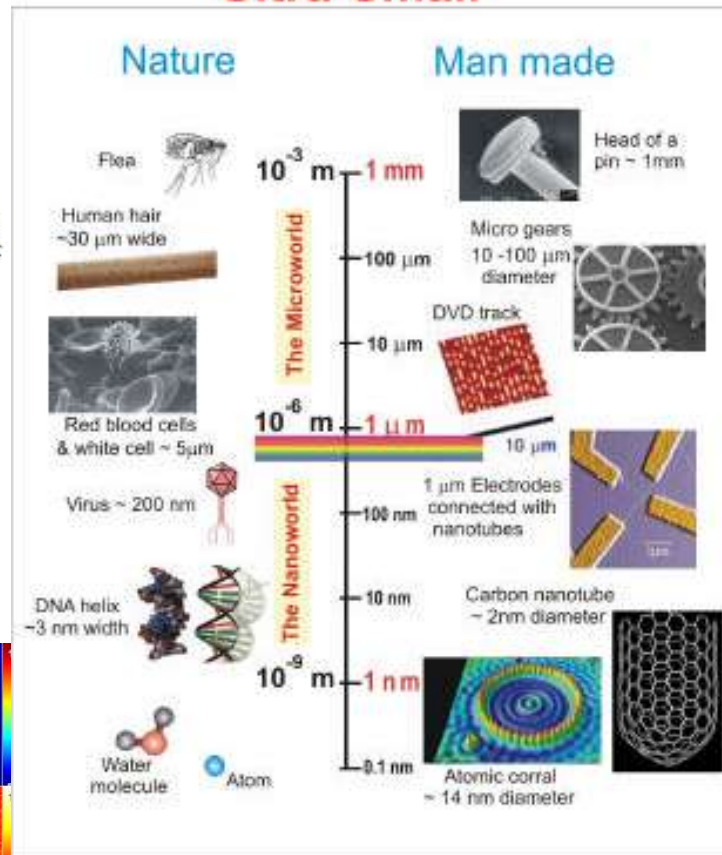 Nature
Man made
Flea
10⁻³ m
1 mm
Head of a
pin ~ 1mm
Human hair
~30 μm wide
The Microworld
100 μm
Micro gears
10 -100 μm
diameter
DVD track
10 μm
Red blood cells
& white cell ~ 5μm
10⁻⁶ m
1 μm
10 μm
Virus ~ 200 nm
The Nanoworld
100 nm
1 μm Electrodes
connected with
nanotubes
DNA helix
~3 nm width
10 nm
Carbon nanotube
~ 2nm diameter
10⁻⁹ m
1 nm
Water
molecule
Atom
0.1 nm
Atomic corral
~ 14 nm diameter